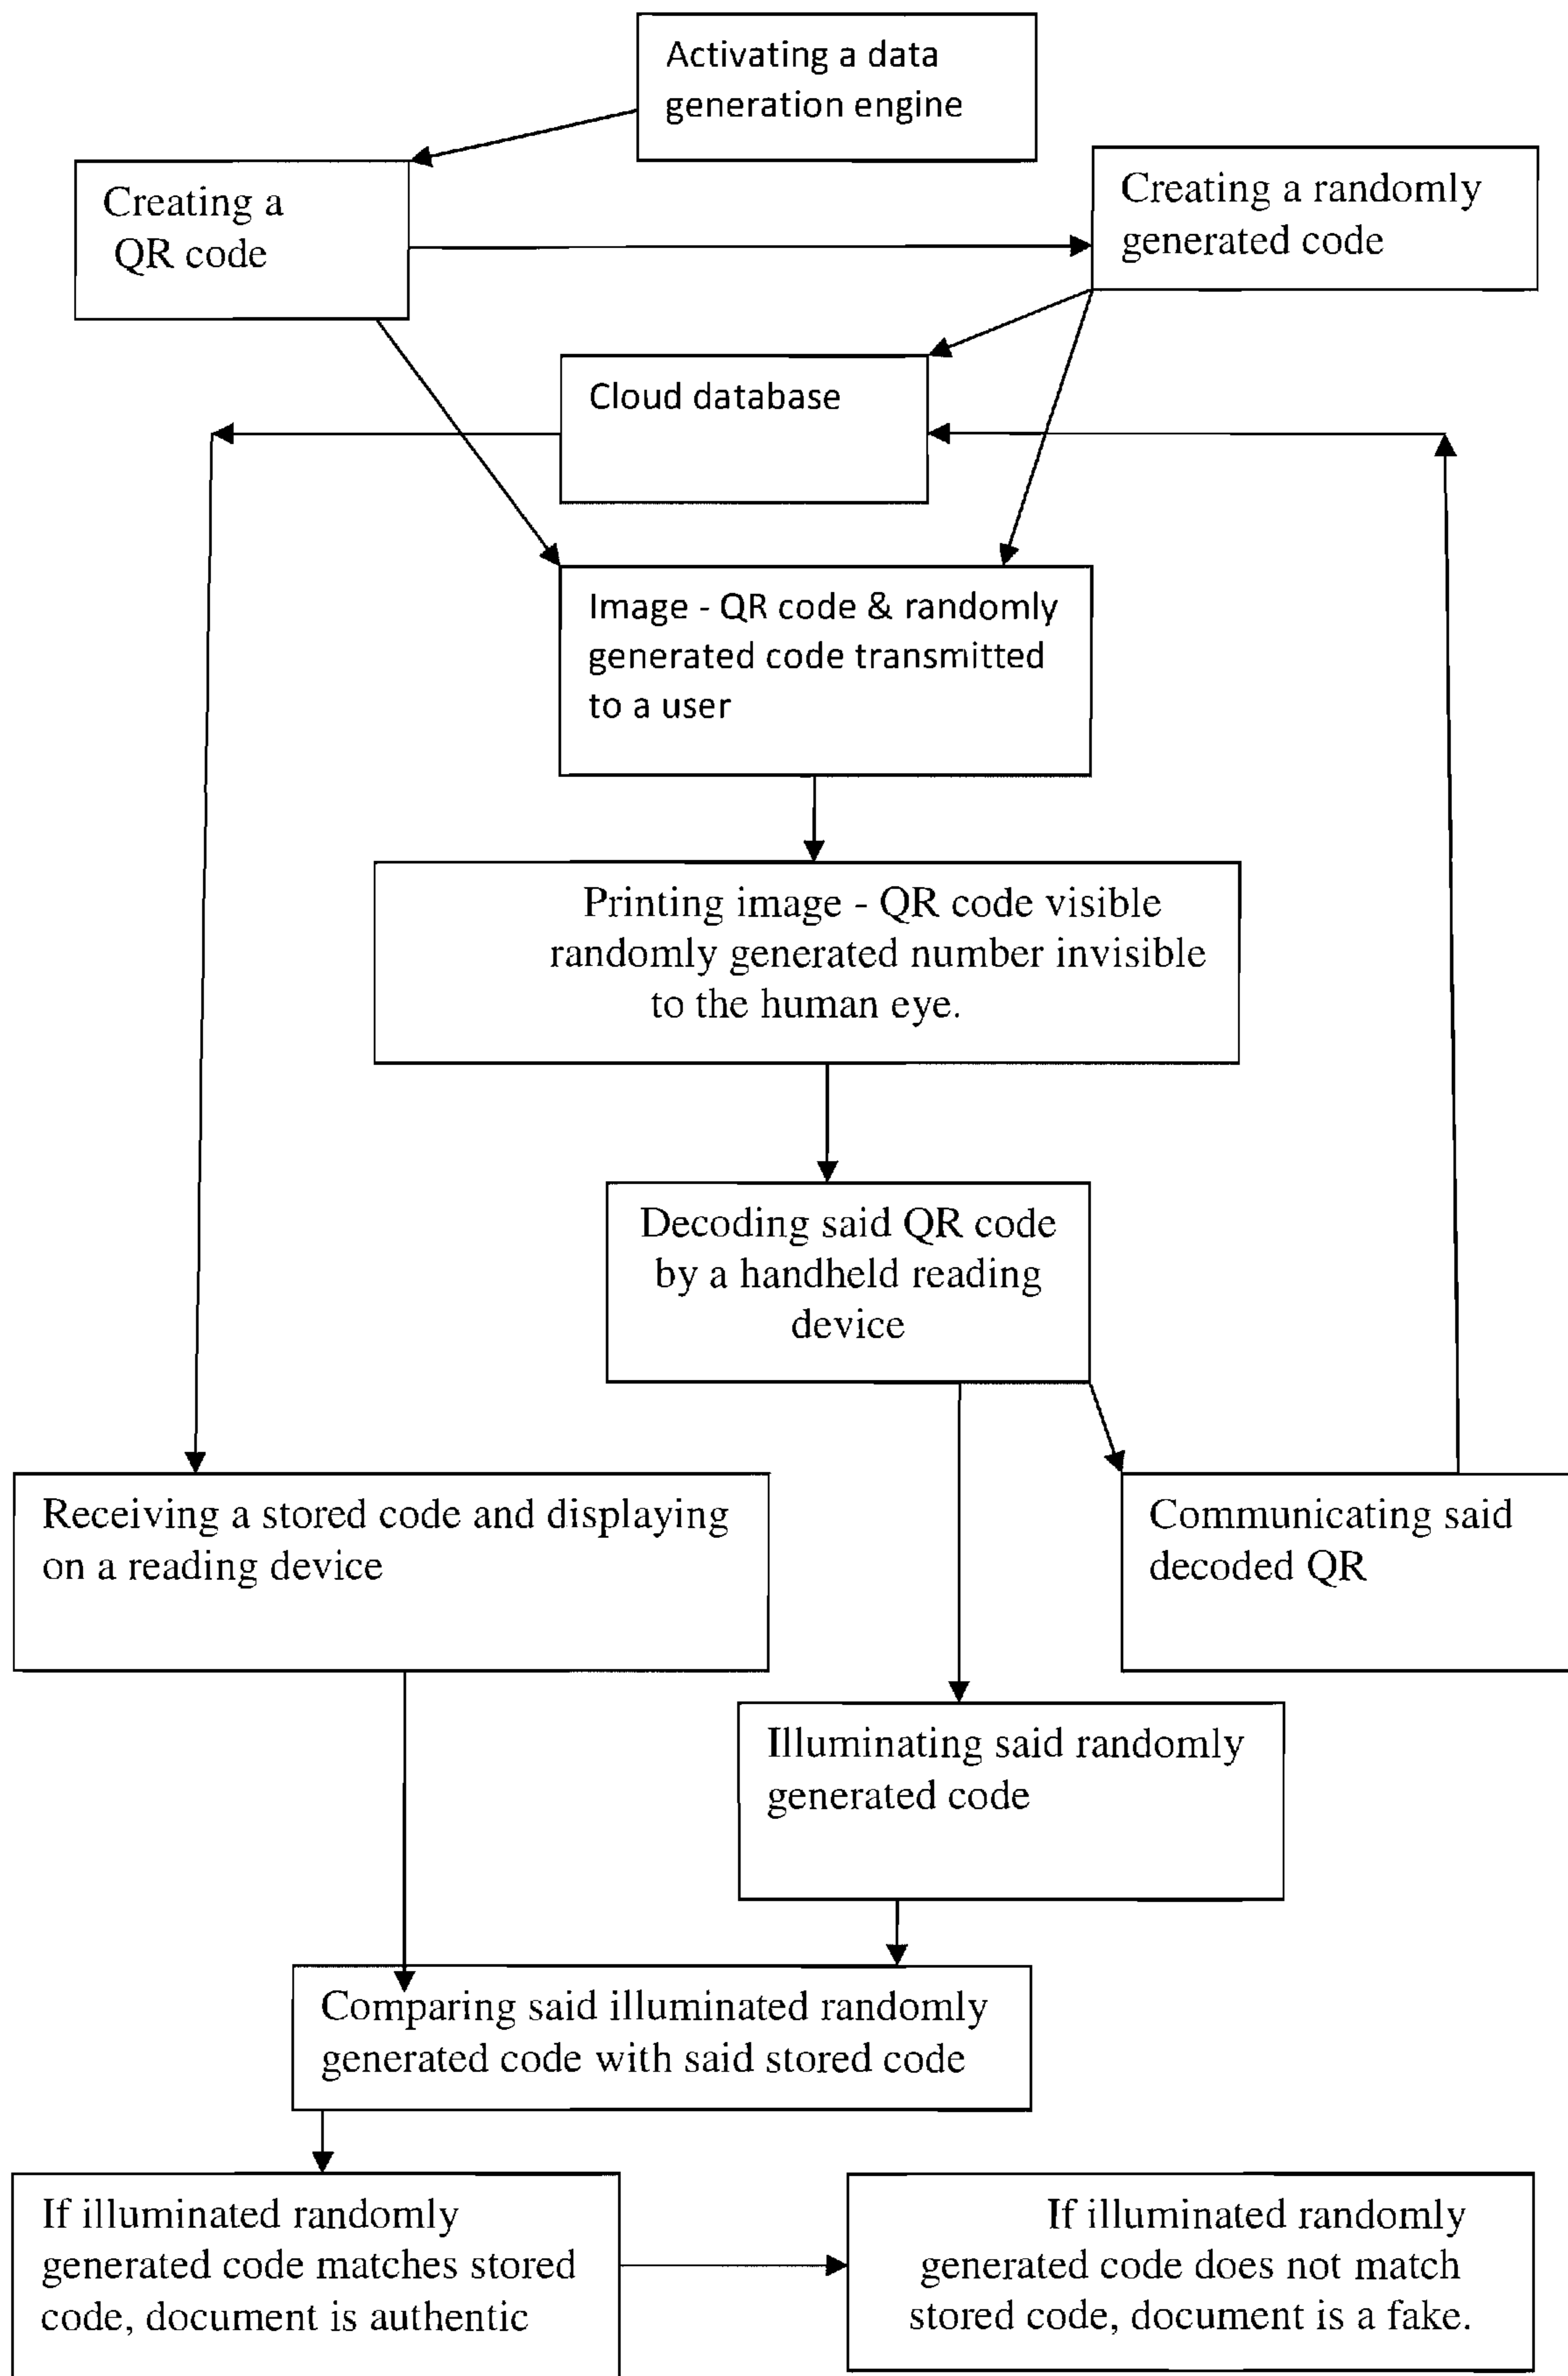 Activating a data
generation engine
Creating a
QR code
Creating a randomly
generated code
Cloud database
Image - QR code & randomly
generated code transmitted
to a user
Printing image - QR code visible
randomly generated number invisible
to the human eye.
Decoding said QR code
by a handheld reading
device
Receiving a stored code and displaying
on a reading device
Communicating said
decoded QR
Illuminating said randomly
generated code
Comparing said illuminated randomly
generated code with said stored code
If illuminated randomly
generated code matches stored
code, document is authentic
If illuminated randomly
generated code does not match
stored code, document is a fake.